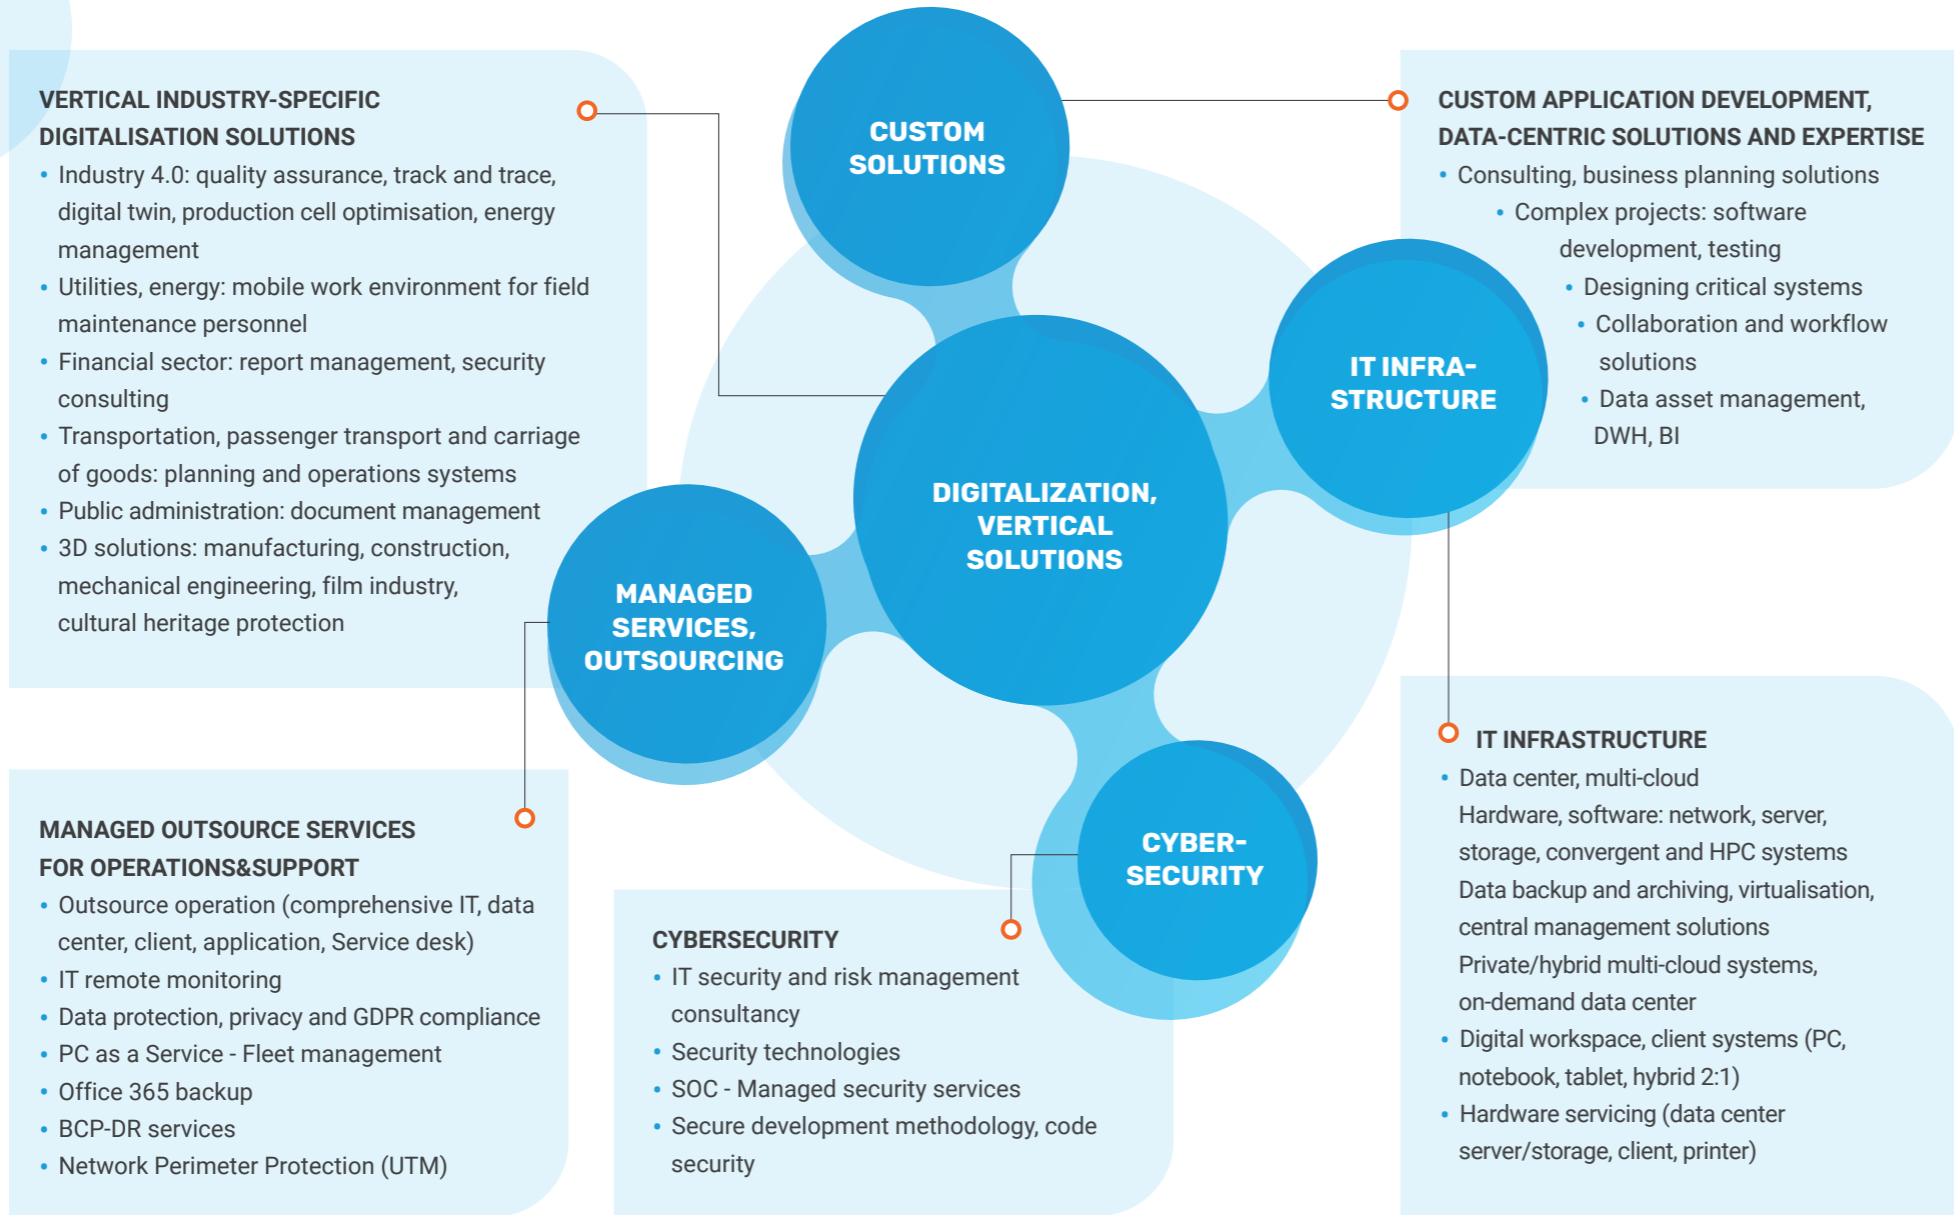 VERTICAL INDUSTRY-SPECIFIC
DIGITALISATION SOLUTIONS
• Industry 4.0: quality assurance, track and trace,
digital twin, production cell optimisation, energy
management
• Utilities, energy: mobile work environment for field
maintenance personnel
• Financial sector: report management, security
consulting
• Transportation, passenger transport and carriage
of goods: planning and operations systems
• Public administration: document management
• 3D solutions: manufacturing, construction,
mechanical engineering, film industry,
cultural heritage protection
CUSTOM
SOLUTIONS
CUSTOM APPLICATION DEVELOPMENT,
DATA-CENTRIC SOLUTIONS AND EXPERTISE
• Consulting, business planning solutions
• Complex projects: software
development, testing
• Designing critical systems
• Collaboration and workflow
solutions
• Data asset management,
DWH, BI
IT INFRA-
STRUCTURE
DIGITALIZATION,
VERTICAL
SOLUTIONS
MANAGED
SERVICES,
OUTSOURCING
CYBER-
SECURITY
MANAGED OUTSOURCE SERVICES
FOR OPERATIONS&SUPPORT
• Outsource operation (comprehensive IT, data
center, client, application, Service desk)
• IT remote monitoring
• Data protection, privacy and GDPR compliance
• PC as a Service - Fleet management
• Office 365 backup
• BCP-DR services
• Network Perimeter Protection (UTM)
CYBERSECURITY
• IT security and risk management
consultancy
• Security technologies
• SOC - Managed security services
• Secure development methodology, code
security
IT INFRASTRUCTURE
• Data center, multi-cloud
Hardware, software: network, server,
storage, convergent and HPC systems
Data backup and archiving, virtualisation,
central management solutions
Private/hybrid multi-cloud systems,
on-demand data center
• Digital workspace, client systems (PC,
notebook, tablet, hybrid 2:1)
• Hardware servicing (data center
server/storage, client, printer)